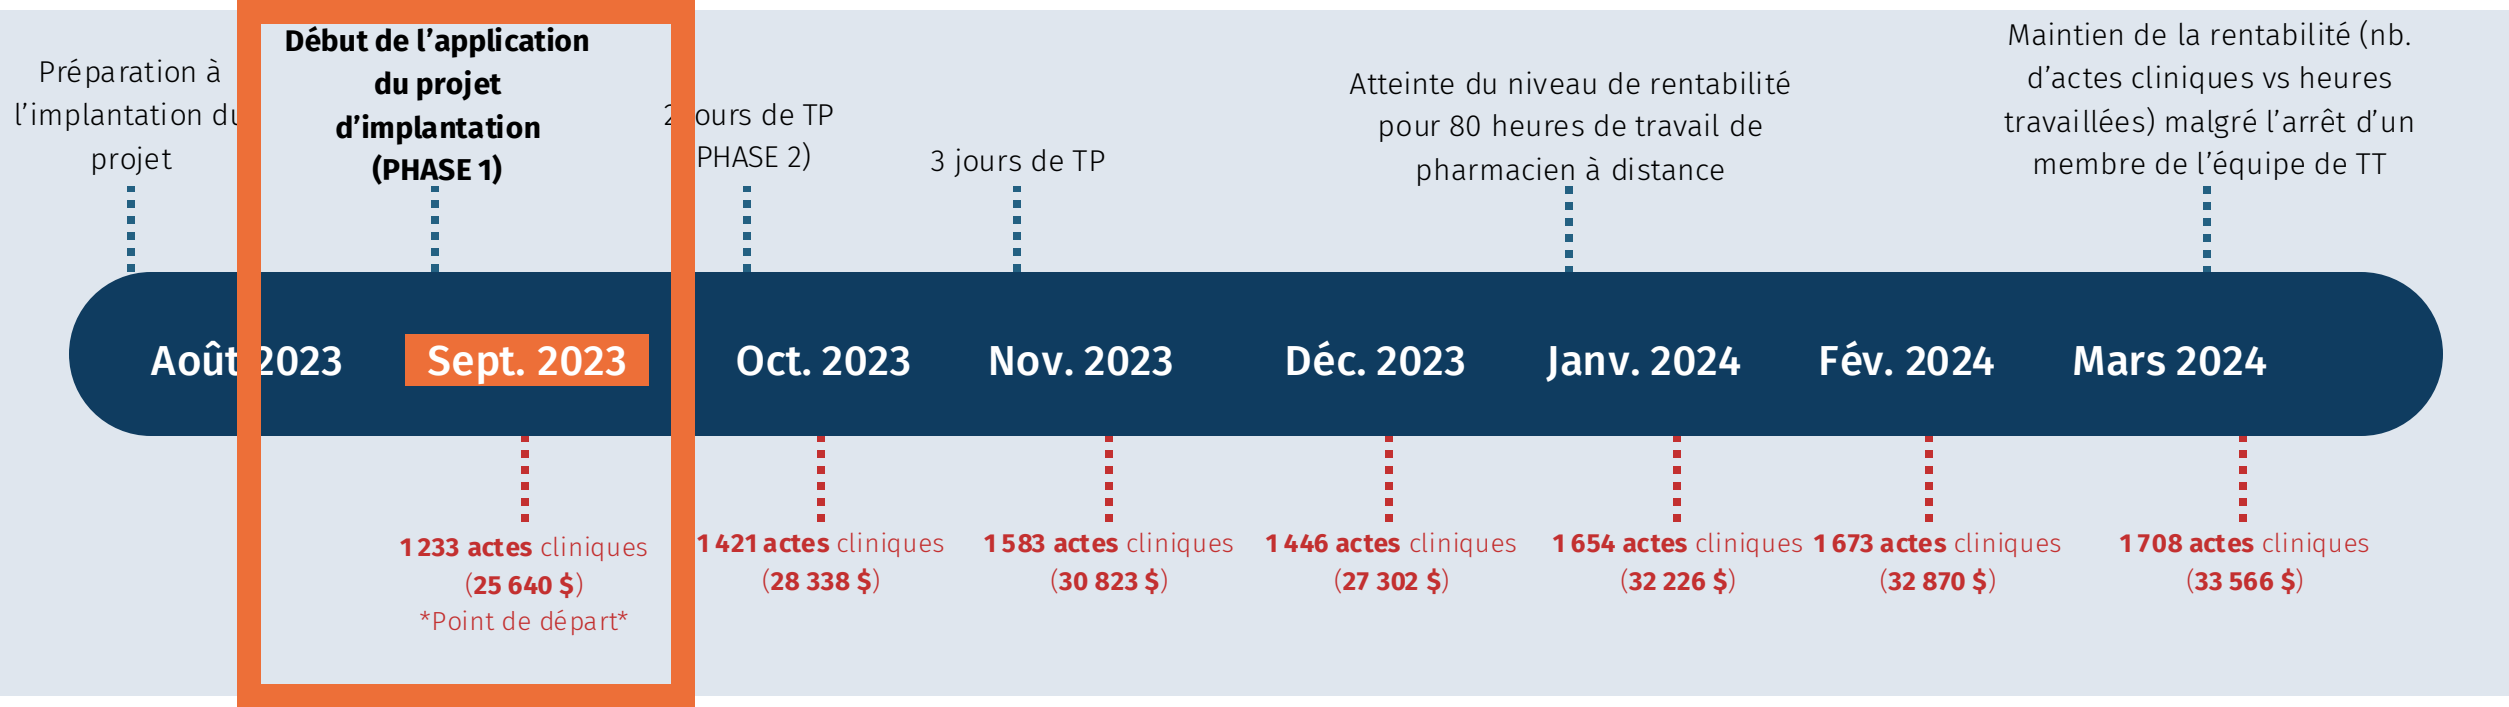 Préparation à
l'implantation du
projet
Début de l'application
du projet
d'implantation
(PHASE 1)
2 jours de TP
(PHASE 2)
3 jours de TP
Atteinte du niveau de rentabilité
pour 80 heures de travail de
pharmacien à distance
Maintien de la rentabilité (nb.
d'actes cliniques vs heures
travaillées) malgré l'arrêt d'un
membre de l'équipe de TT
Août 2023
Sept. 2023
Oct. 2023
Nov. 2023
Déc. 2023
Janv. 2024
Fév. 2024
Mars 2024
1 233 actes cliniques
(25 640 $)
*Point de départ*
1 421 actes cliniques
(28 338 $)
1 583 actes cliniques
(30 823 $)
1 446 actes cliniques
(27 302 $)
1 654 actes cliniques
(32 226 $)
1 673 actes cliniques
(32 870 $)
1 708 actes cliniques
(33 566 $)